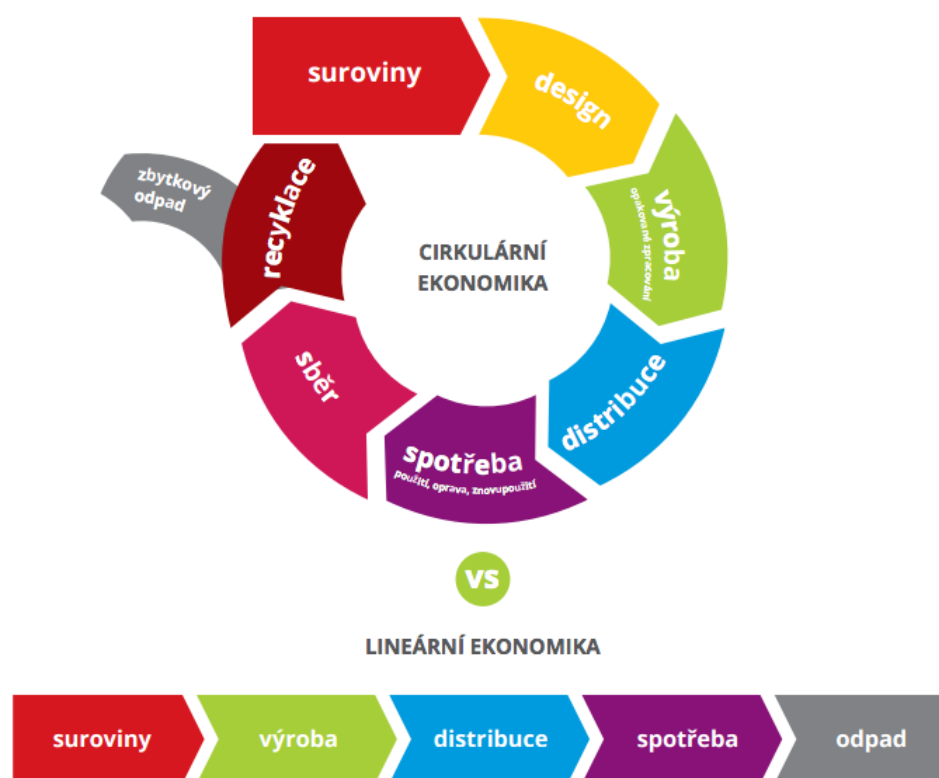 suroviny
design
výroba
opakované zpracování
distribuce
spotřeba
použití, oprava, znovupoužití
sběr
recyklace
zbytkový
odpad
CIRKULÁRNÍ
EKONOMIKA
vs
LINEÁRNÍ EKONOMIKA
suroviny
výroba
distribuce
spotřeba
odpad